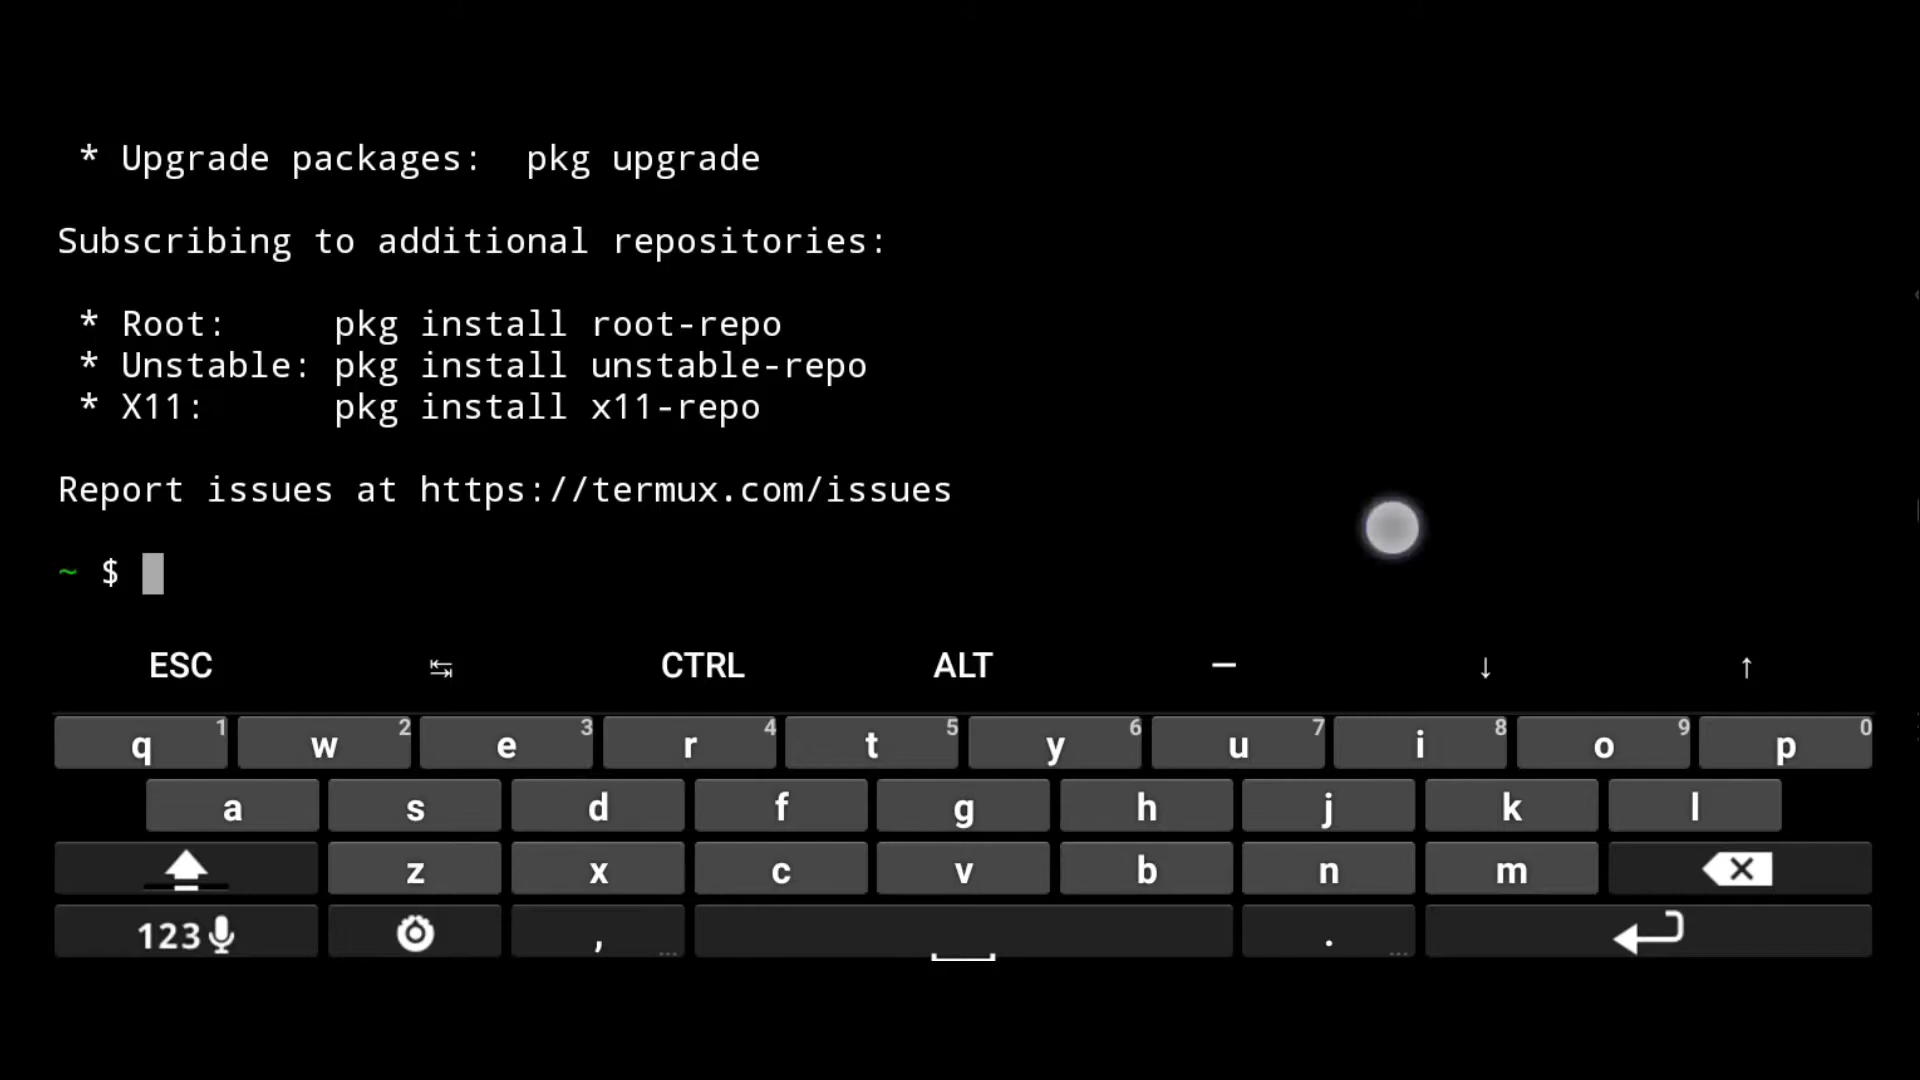 * Upgrade packages:  pkg upgrade
Subscribing to additional repositories:
* Root:     pkg install root-repo
* Unstable: pkg install unstable-repo
* X11:      pkg install x11-repo
Report issues at https://termux.com/issues
~ $
ESC ↹ CTRL ALT — ↓ ↑
q 1 w 2 e 3 r 4 t 5 y 6 u 7 i 8 o 9 p 0
a s d f g h j k l
z x c v b n m
123 , ... . ...